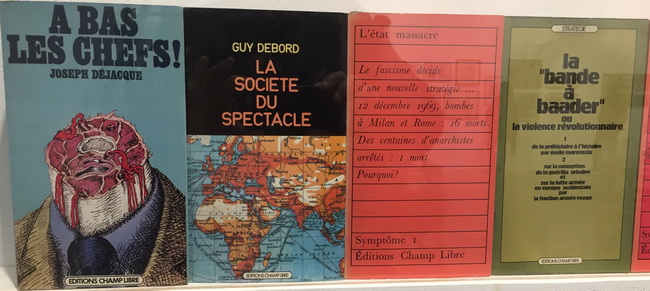 A BAS
LES CHEFS!
JOSEPH DÉJACQUE
EDITIONS CHAMP LIBRE
GUY DEBORD
LA
SOCIETE
DU
SPECTACLE
EDITIONS CHAMP LIBRE
L'état massacre
Le fascisme décide
d'une nouvelle stratégie ...
12 décembre 1969, bombes
à Milan et Rome : 16 morts.
Des centaines d'anarchistes
arrêtés : 1 mort.
Pourquoi?
Symptôme 1
Éditions Champ Libre
STRATEGIE
la
"bande
à
baader"
ou
la violence révolutionnaire
1
de la préhistoire à l'histoire
par émile marenssin
2
sur la conception
de la guérilla urbaine
et
sur la lutte armée
en europe occidentale
par
la fraction armée rouge
EDITIONS CHAMP LIBRE